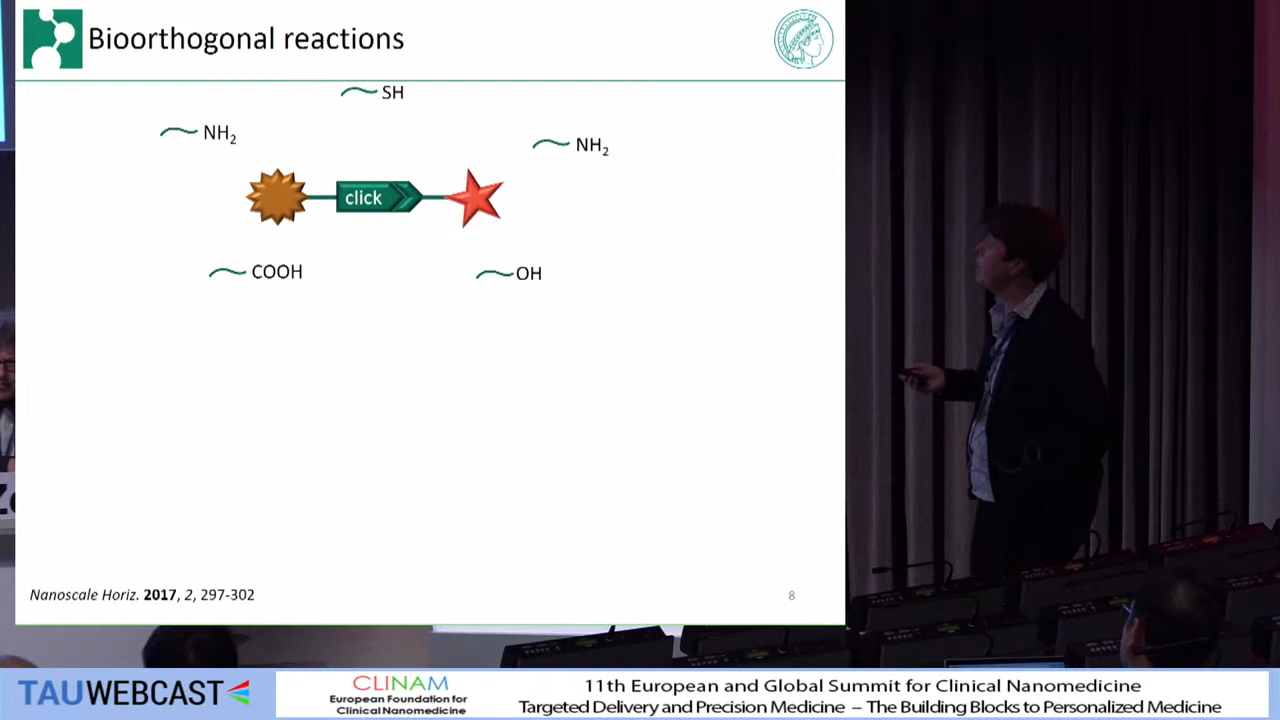 Bioorthogonal reactions
SH
NH2
NH2
click
COOH
OH
Nanoscale Horiz. 2017, 2, 297-302
8
TAUWEBCAST
CLINAM
European Foundation for
Clinical Nanomedicine
11th European and Global Summit for Clinical Nanomedicine
Targeted Delivery and Precision Medicine – The Building Blocks to Personalized Medicine